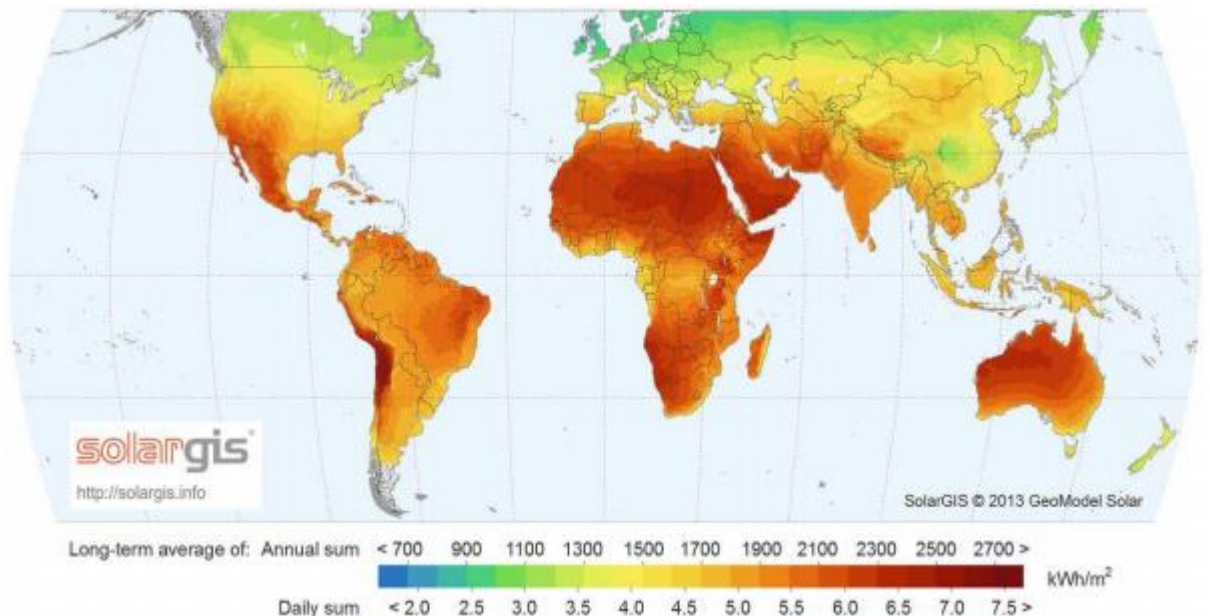 solargis
http://solargis.info
SolarGIS © 2013 GeoModel Solar
Long-term average of: Annual sum < 700 900 1100 1300 1500 1700 1900 2100 2300 2500 2700 >
kWh/m²
Daily sum < 2.0 2.5 3.0 3.5 4.0 4.5 5.0 5.5 6.0 6.5 7.0 7.5 >